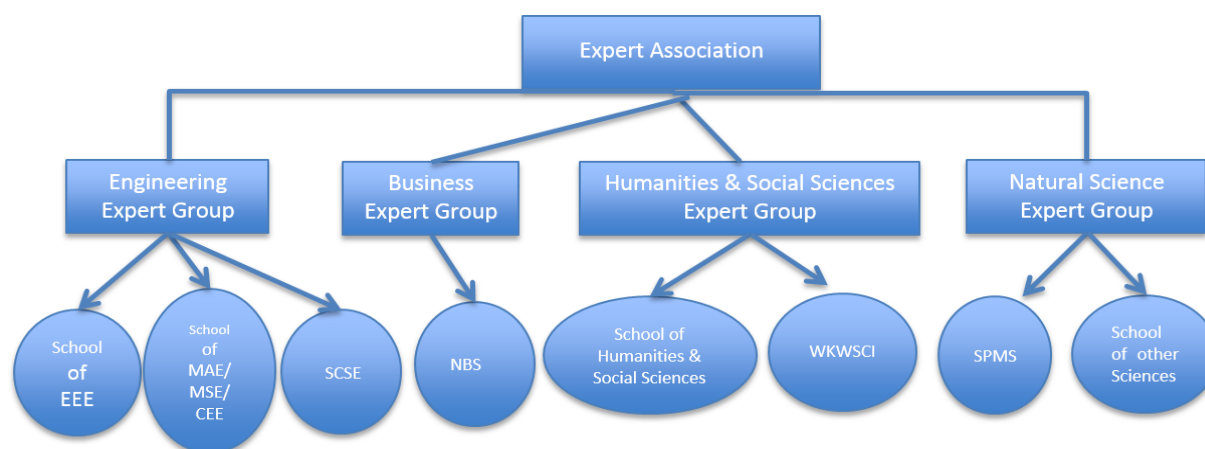 Expert Association
Engineering
Expert Group
Business
Expert Group
Humanities & Social Sciences
Expert Group
Natural Science
Expert Group
School
of
EEE
School
of
MAE/
MSE/
CEE
SCSE
NBS
School of
Humanities &
Social Sciences
WKWSCI
SPMS
School
of other
Sciences